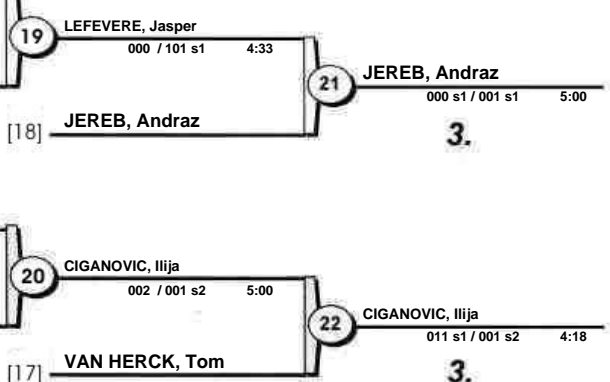 19
LEFEVERE, Jasper
000 / 101 s1 4:33
21
JEREB, Andraz
000 s1 / 001 s1 5:00
[18] JEREB, Andraz
3.
20
CIGANOVIC, Ilija
002 / 001 s2 5:00
22
CIGANOVIC, Ilija
011 s1 / 001 s2 4:18
[17] VAN HERCK, Tom
3.